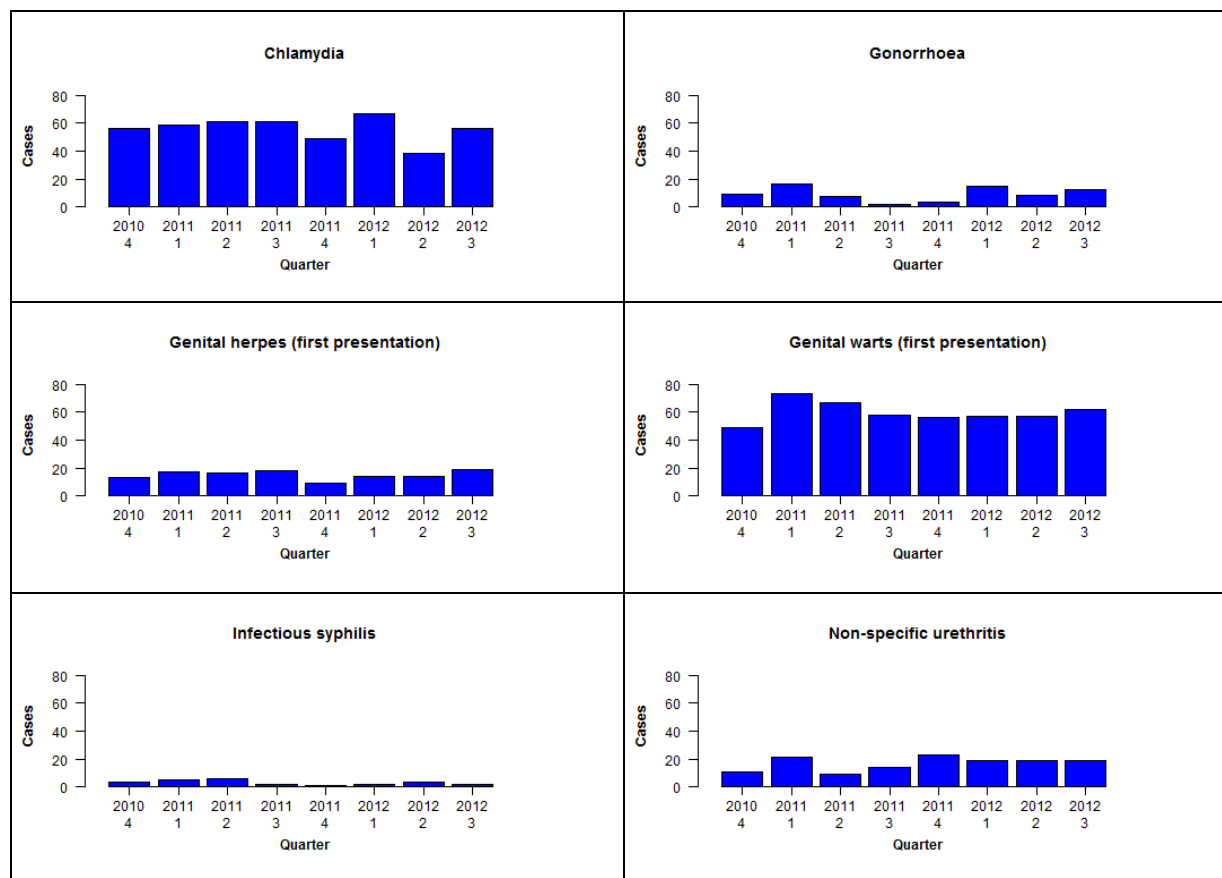 Chlamydia
80
60
40
20
0
Cases
2010 2011 2011 2011 2011 2012 2012 2012
4 1 2 3 4 1 2 3
Quarter
Gonorrhoea
80
60
40
20
0
Cases
2010 2011 2011 2011 2011 2012 2012 2012
4 1 2 3 4 1 2 3
Quarter
Genital herpes (first presentation)
80
60
40
20
0
Cases
2010 2011 2011 2011 2011 2012 2012 2012
4 1 2 3 4 1 2 3
Quarter
Genital warts (first presentation)
80
60
40
20
0
Cases
2010 2011 2011 2011 2011 2012 2012 2012
4 1 2 3 4 1 2 3
Quarter
Infectious syphilis
80
60
40
20
0
Cases
2010 2011 2011 2011 2011 2012 2012 2012
4 1 2 3 4 1 2 3
Quarter
Non-specific urethritis
80
60
40
20
0
Cases
2010 2011 2011 2011 2011 2012 2012 2012
4 1 2 3 4 1 2 3
Quarter